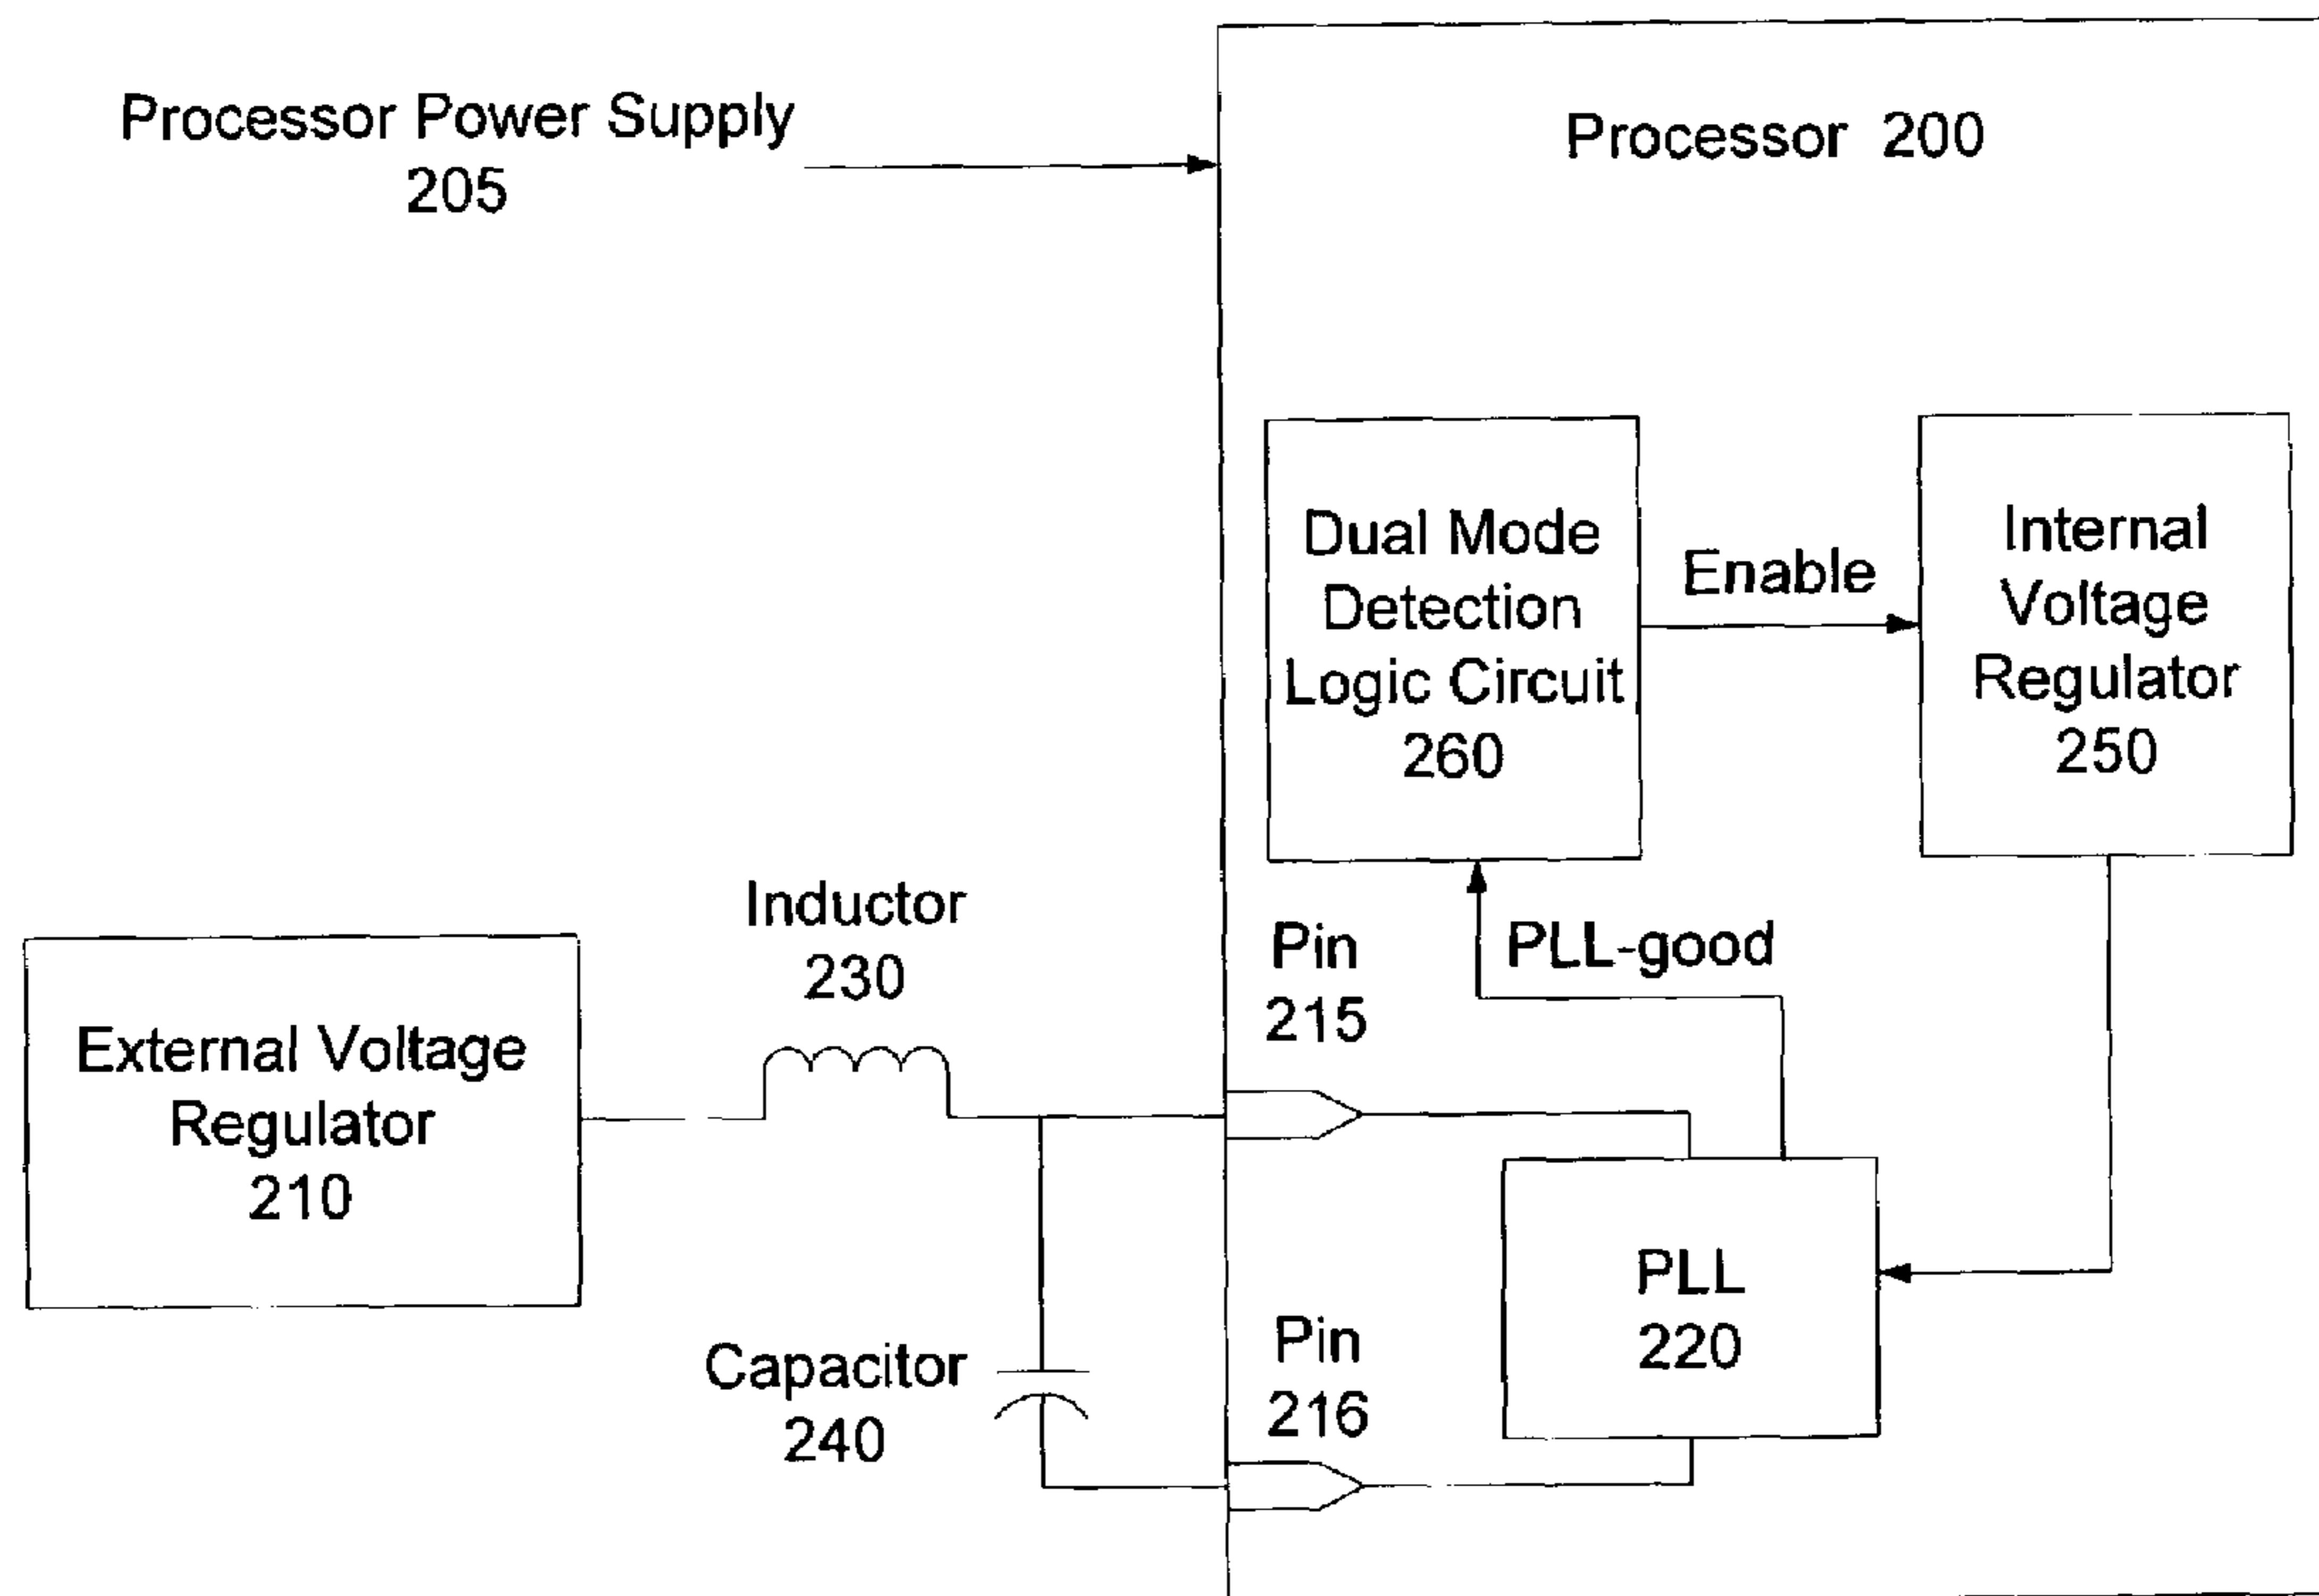 Processor Power Supply
205
Processor 200
Dual Mode
Detection
Logic Circuit
260
Enable
Internal
Voltage
Regulator
250
Inductor
230
Pin
215
PLL-good
External Voltage
Regulator
210
PLL
220
Capacitor
240
Pin
216